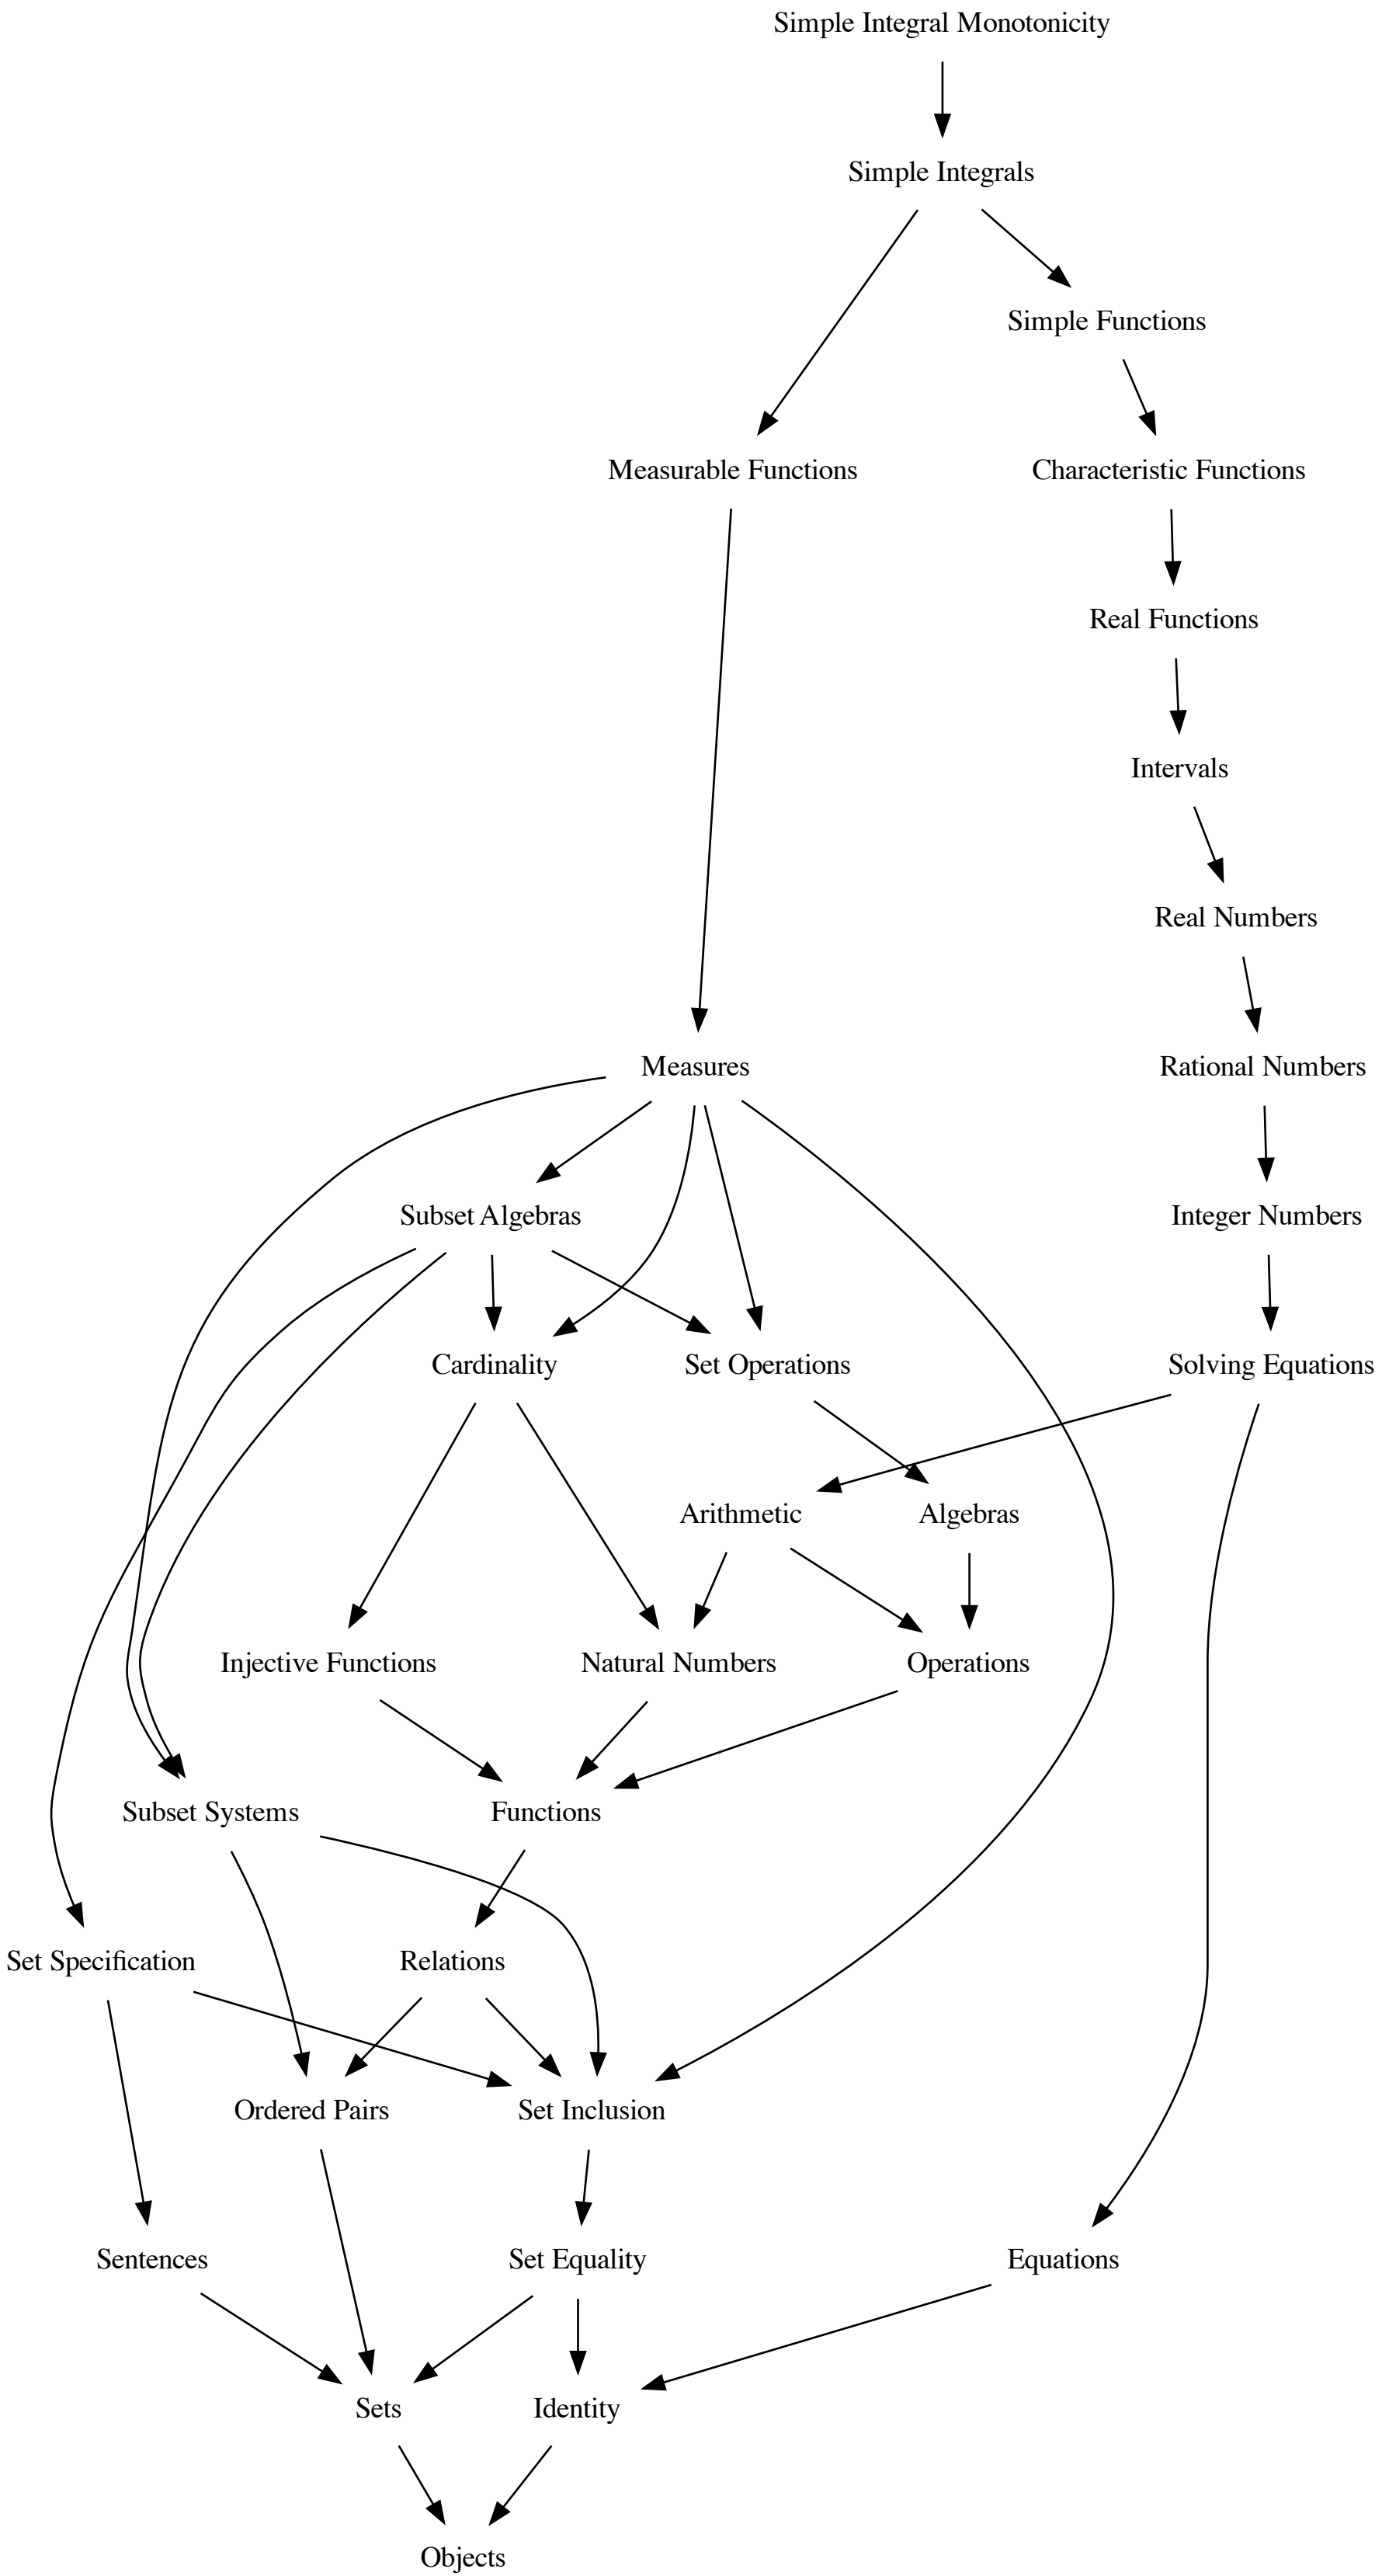 Simple Integral Monotonicity
Simple Integrals
Simple Functions
Measurable Functions
Characteristic Functions
Real Functions
Intervals
Real Numbers
Measures
Rational Numbers
Subset Algebras
Integer Numbers
Cardinality
Set Operations
Solving Equations
Arithmetic
Algebras
Injective Functions
Natural Numbers
Operations
Subset Systems
Functions
Set Specification
Relations
Ordered Pairs
Set Inclusion
Sentences
Set Equality
Equations
Sets
Identity
Objects